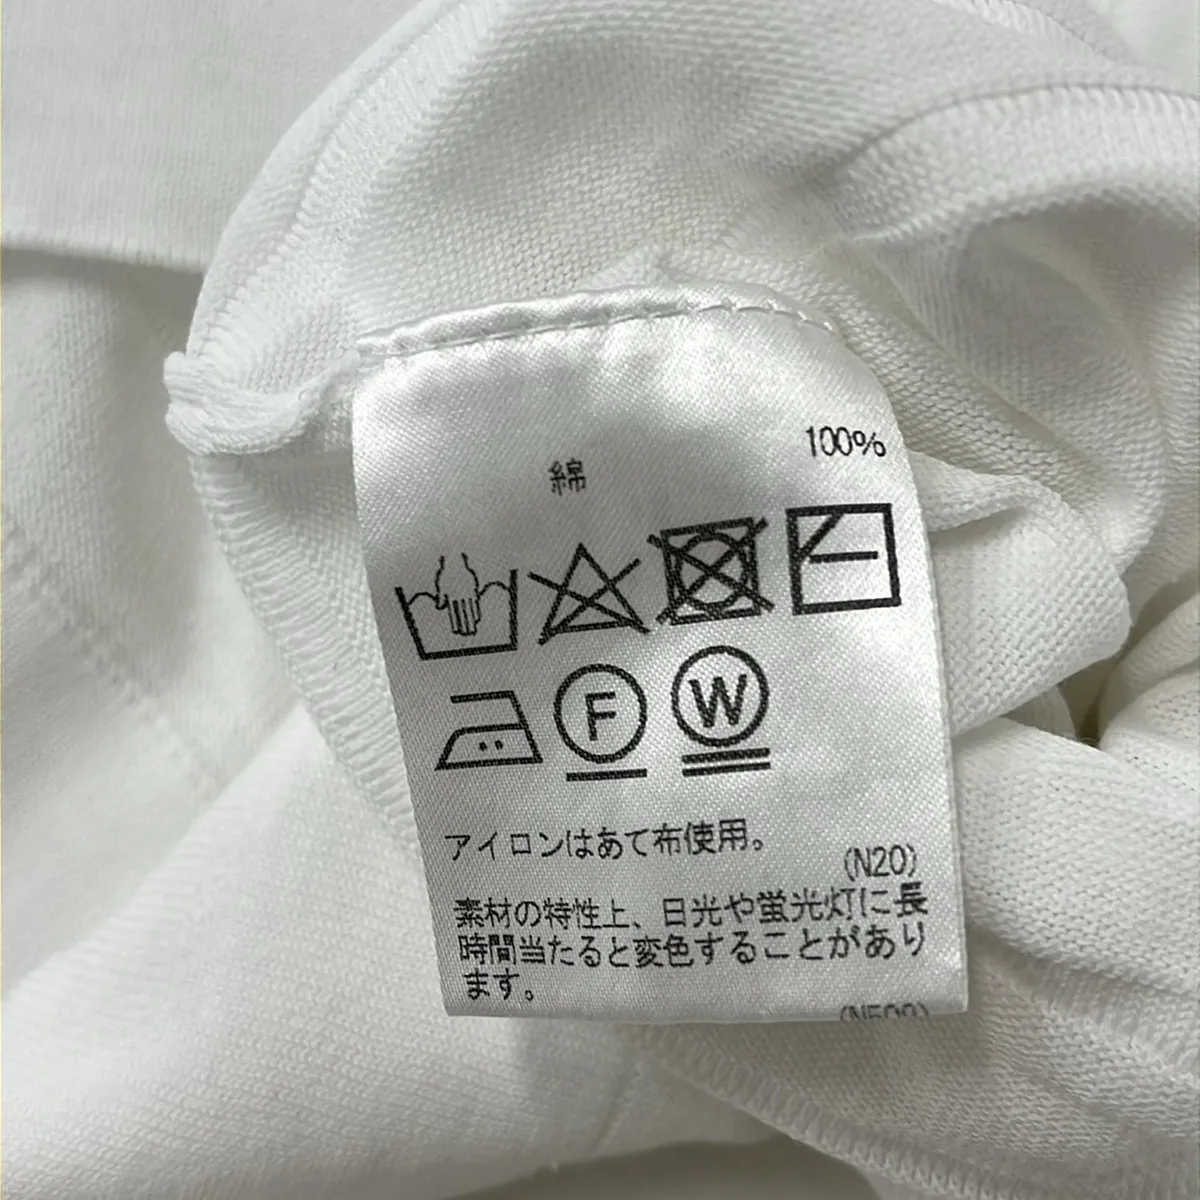 綿 100%
F W
アイロンはあて布使用。
(N20)
素材の特性上、日光や蛍光灯に長
時間当たると変色することがあり
ます。